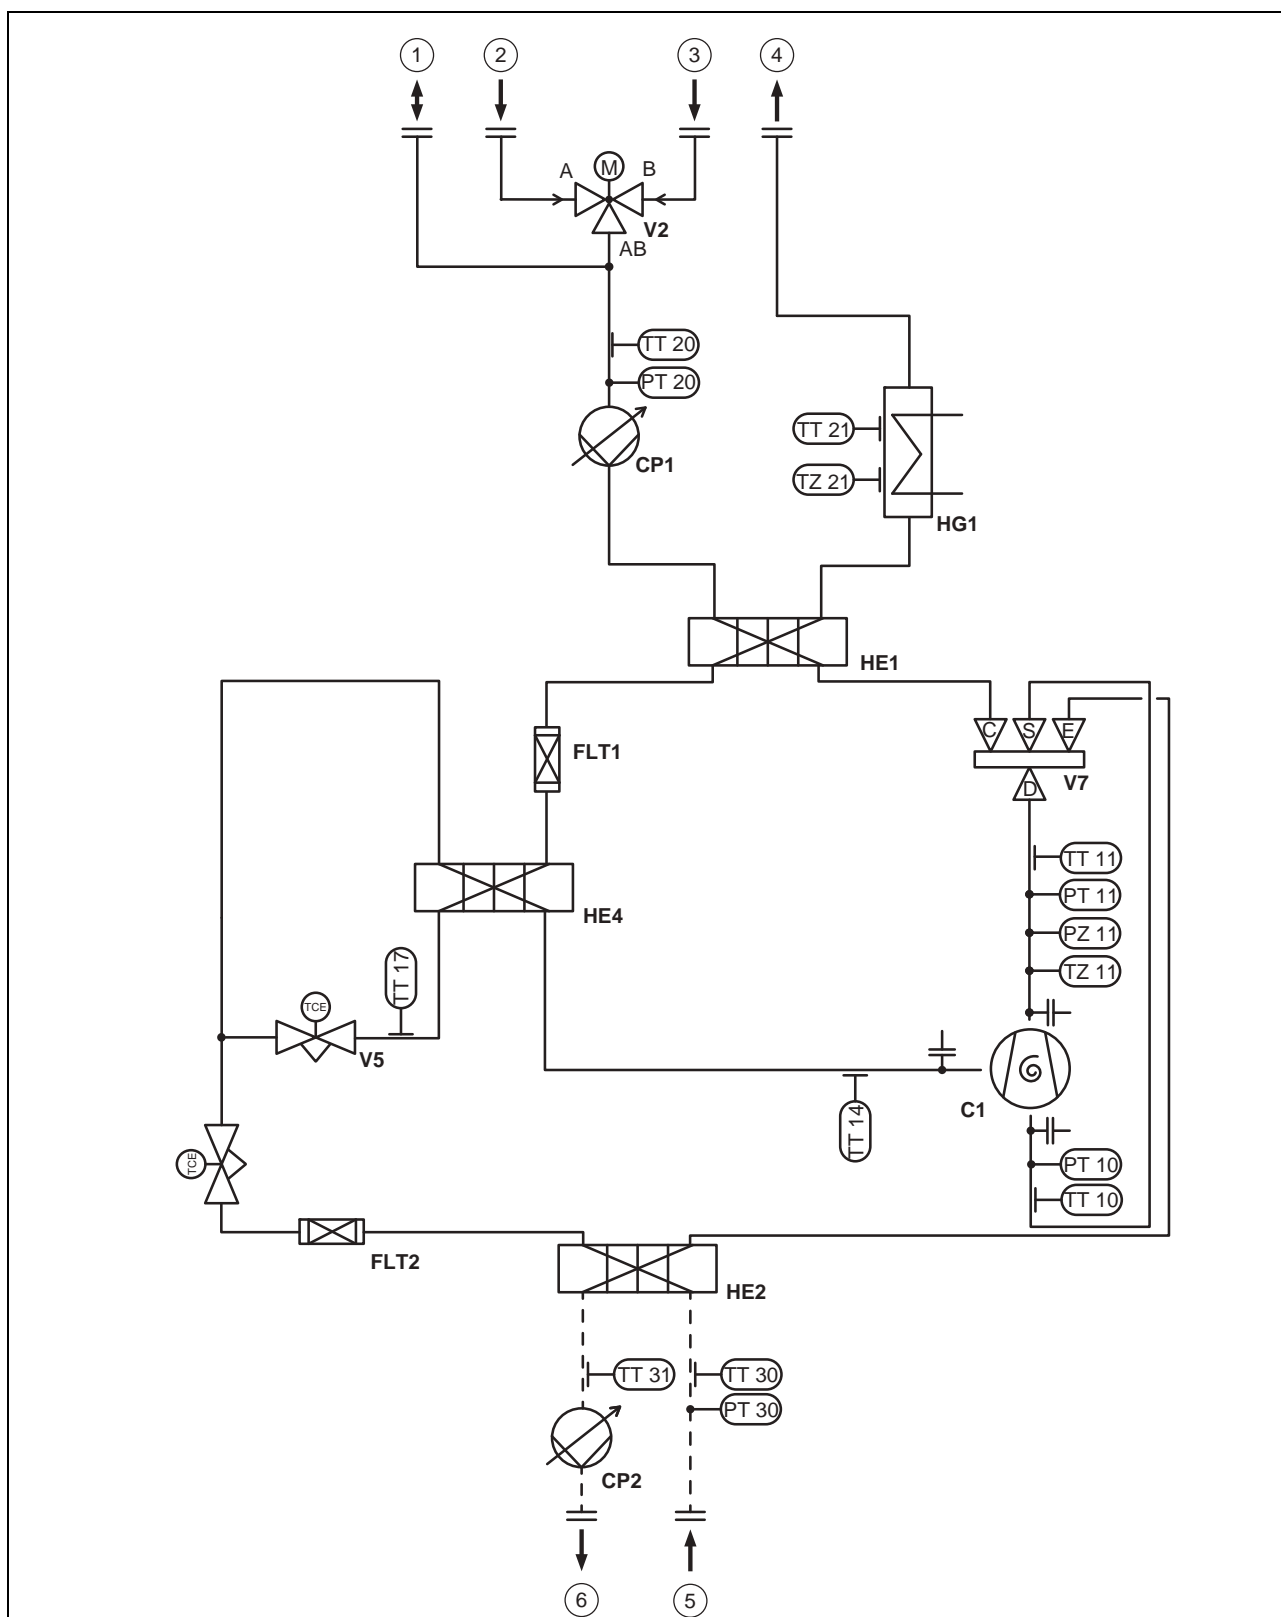 1
2
3
4
A
M
B
V2
AB
TT 20
PT 20
CP1
TT 21
TZ 21
HG1
HE1
C
S
E
FLT1
V7
D
TT 11
PT 11
HE4
PZ 11
TT 17
TZ 11
TCE
V5
C1
TT 14
TCE
PT 10
TT 10
FLT2
HE2
TT 31
TT 30
PT 30
CP2
6
5